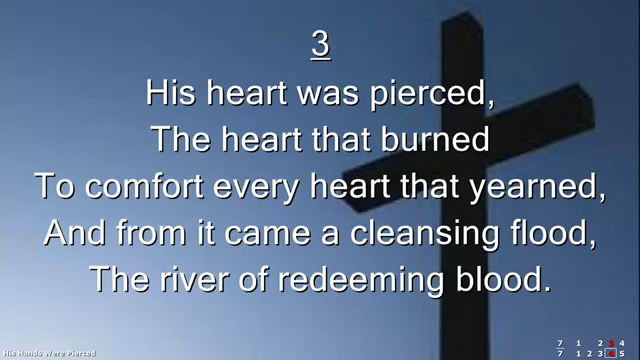 3
His heart was pierced,
The heart that burned
To comfort every heart that yearned,
And from it came a cleansing flood,
The river of redeeming blood.
His Hands Were Pierced
7 1 2 3 4
7 1 2 3 4 5